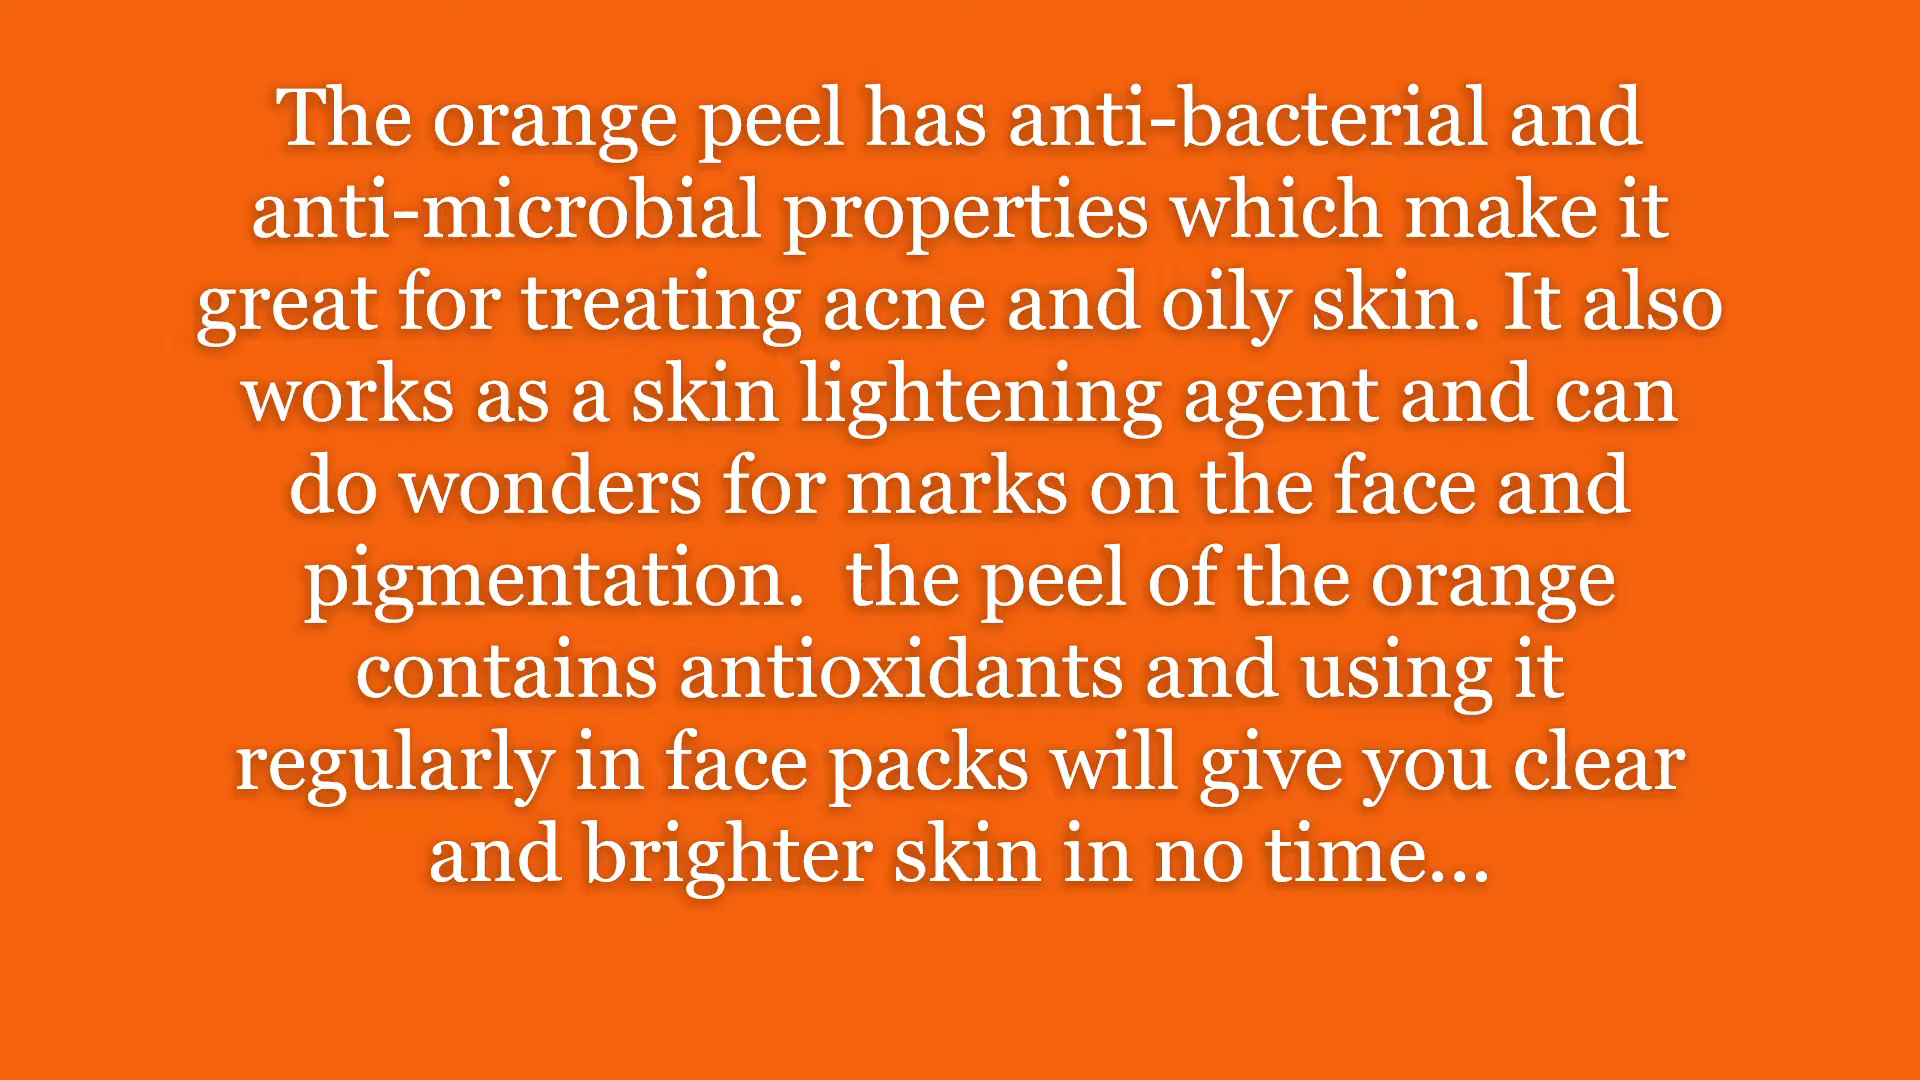 The orange peel has anti-bacterial and
anti-microbial properties which make it
great for treating acne and oily skin. It also
works as a skin lightening agent and can
do wonders for marks on the face and
pigmentation.  the peel of the orange
contains antioxidants and using it
regularly in face packs will give you clear
and brighter skin in no time...